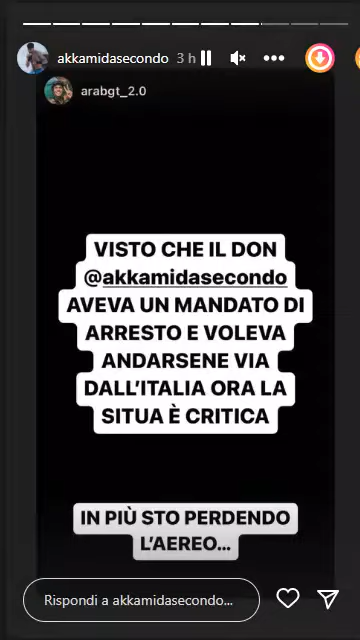 akkamidasecondo 3 h
arabgt_2.0
VISTO CHE IL DON
@akkamidasecondo
AVEVA UN MANDATO DI
ARRESTO E VOLEVA
ANDARSENE VIA
DALL'ITALIA ORA LA
SITUA È CRITICA
IN PIÙ STO PERDENDO
L'AEREO...
Rispondi a akkamidasecondo...